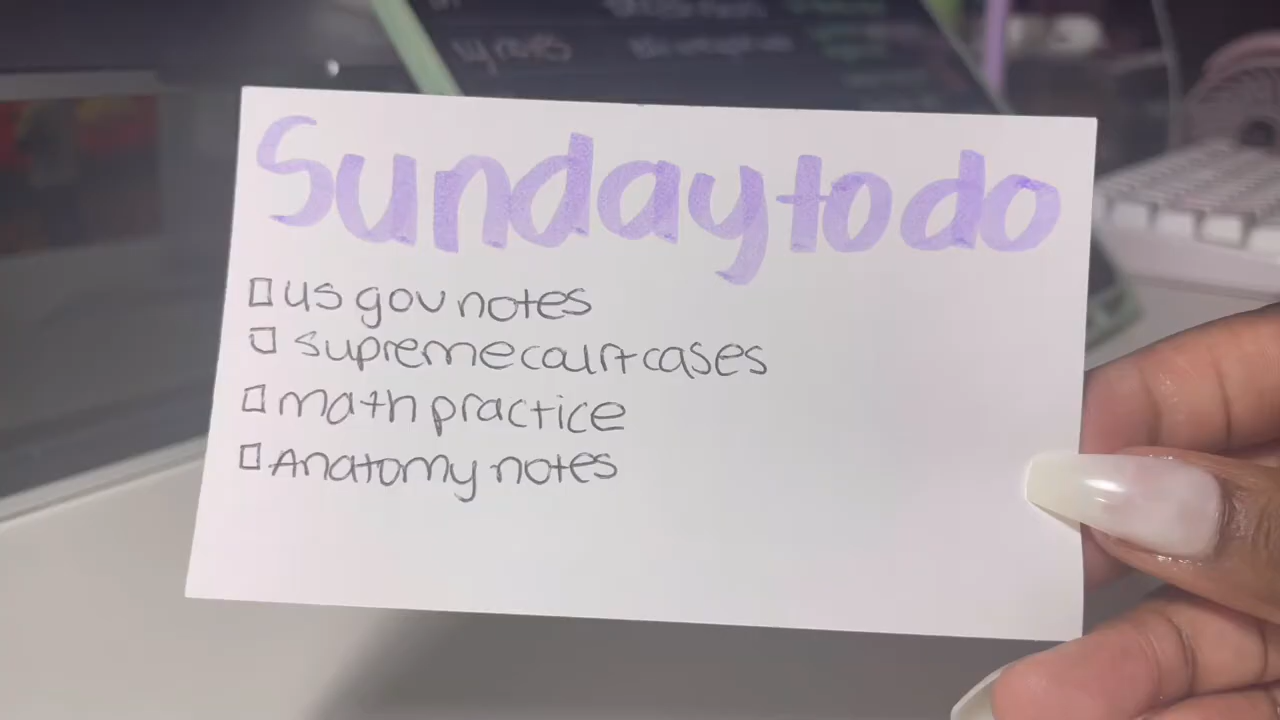 Sunday to do
us gov notes
supreme court cases
math practice
Anatomy notes